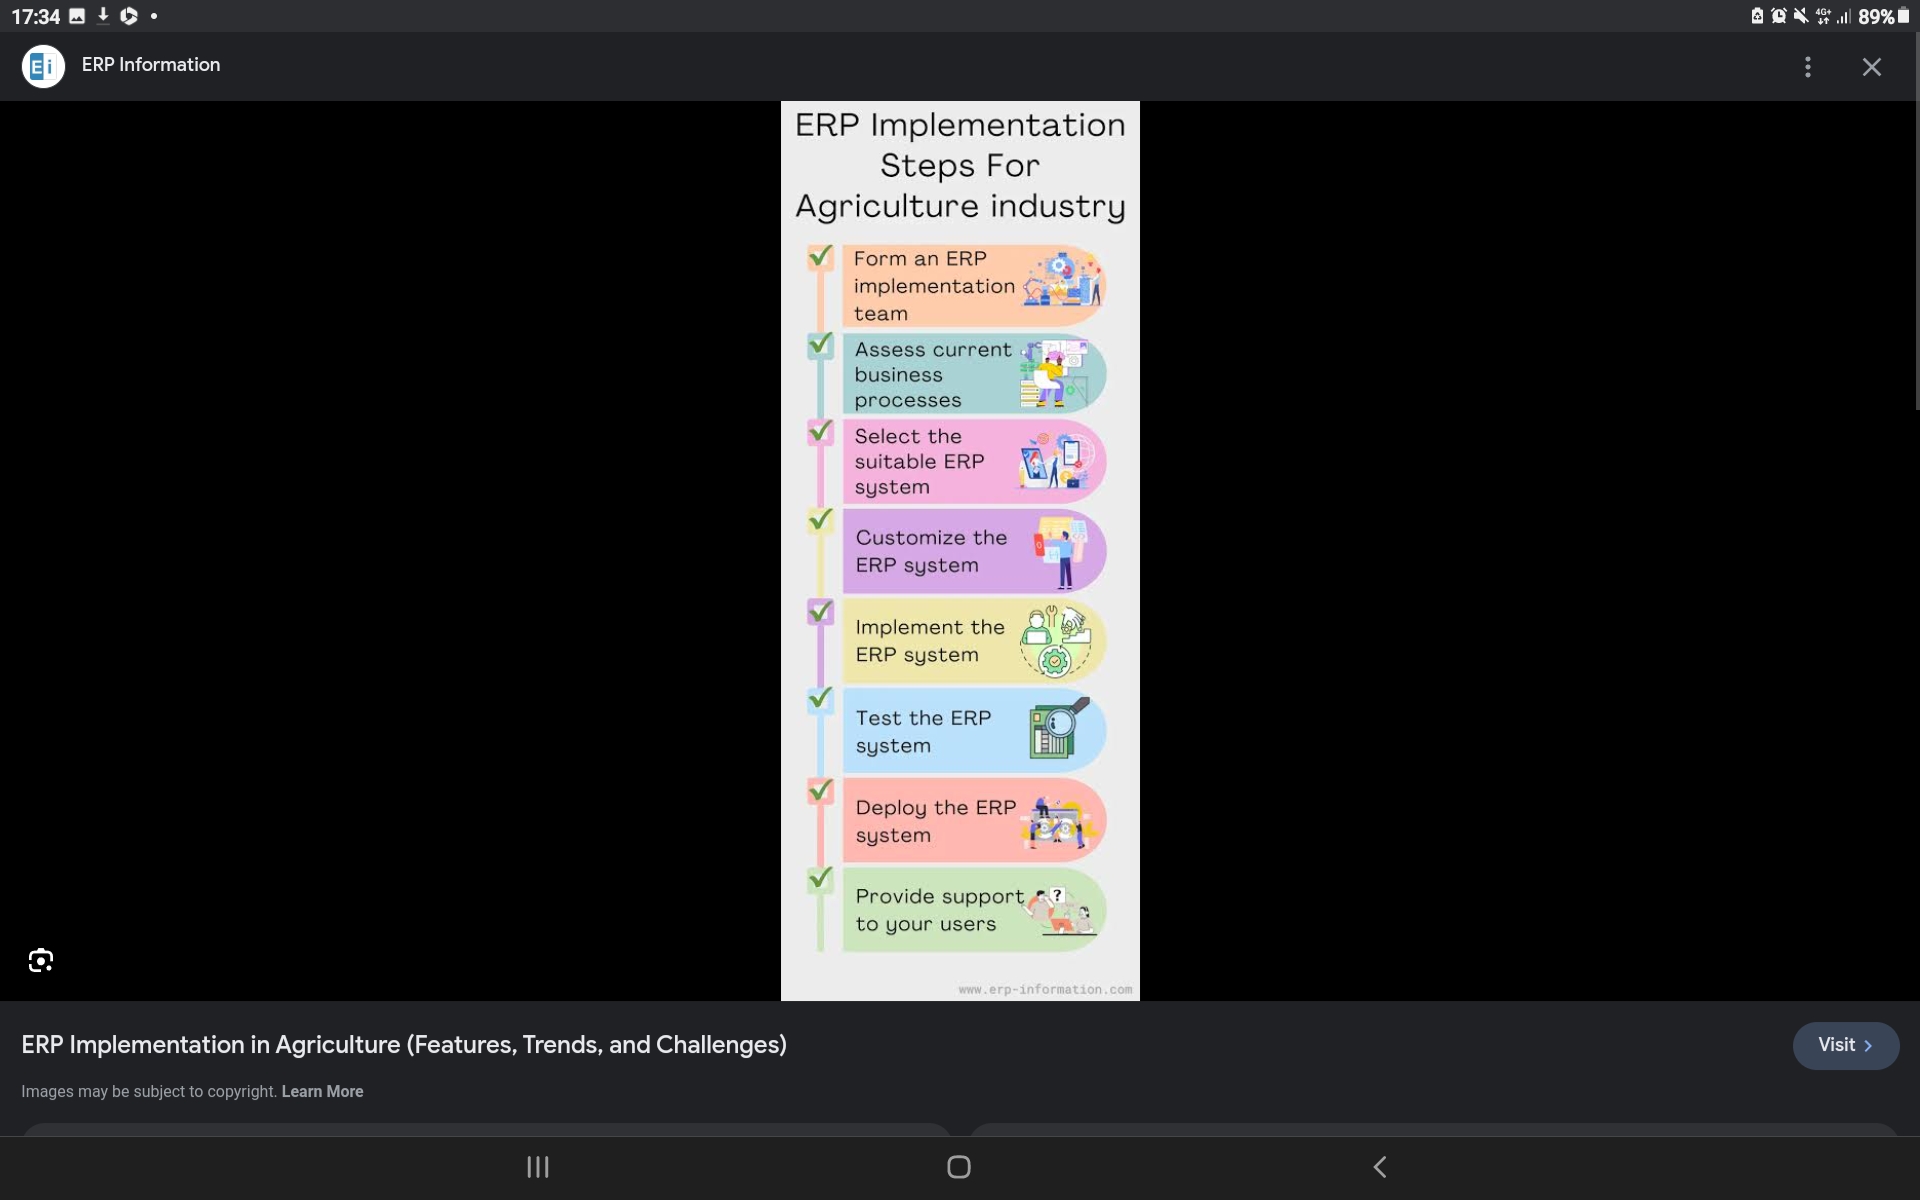 17:34
4G+
89%
Ei
ERP Information
ERP Implementation
Steps For
Agriculture industry
Form an ERP
implementation
team
Assess current
business
processes
Select the
suitable ERP
system
Customize the
ERP system
Implement the
ERP system
Test the ERP
system
Deploy the ERP
system
Provide support
to your users
?
www.erp-information.com
ERP Implementation in Agriculture (Features, Trends, and Challenges)
Visit
Images may be subject to copyright. Learn More